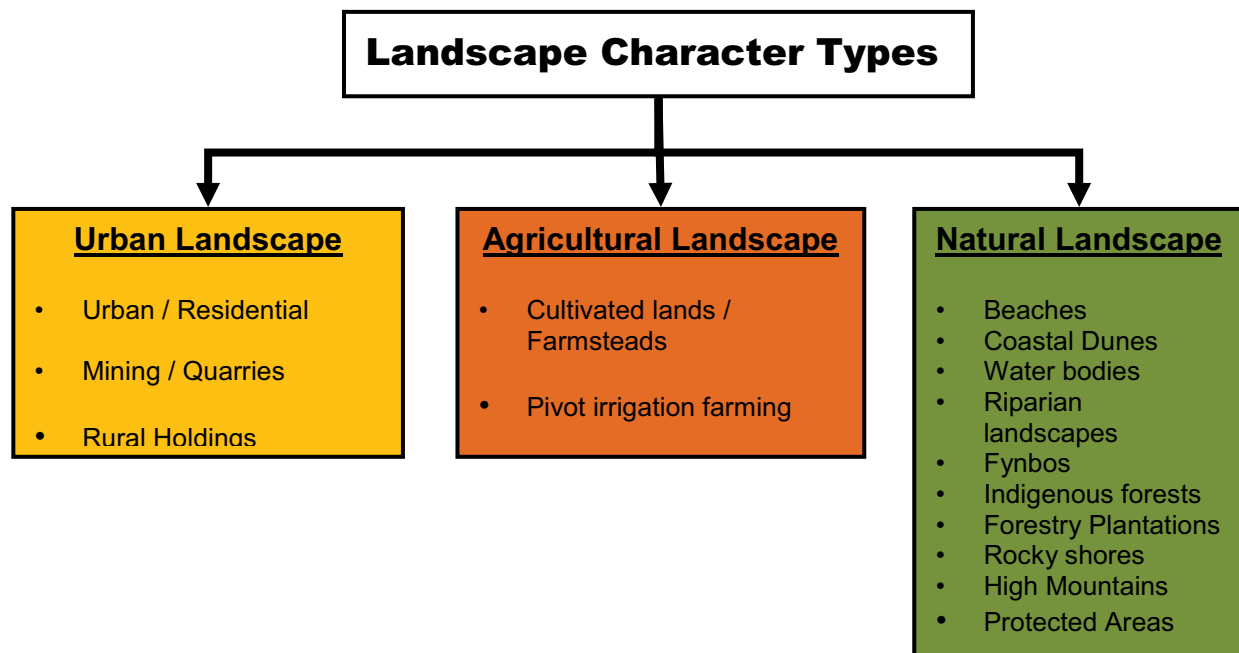 Landscape Character Types
Urban Landscape
• Urban / Residential
• Mining / Quarries
• Rural Holdings
Agricultural Landscape
• Cultivated lands /
Farmsteads
• Pivot irrigation farming
Natural Landscape
• Beaches
• Coastal Dunes
• Water bodies
• Riparian
landscapes
• Fynbos
• Indigenous forests
• Forestry Plantations
• Rocky shores
• High Mountains
• Protected Areas